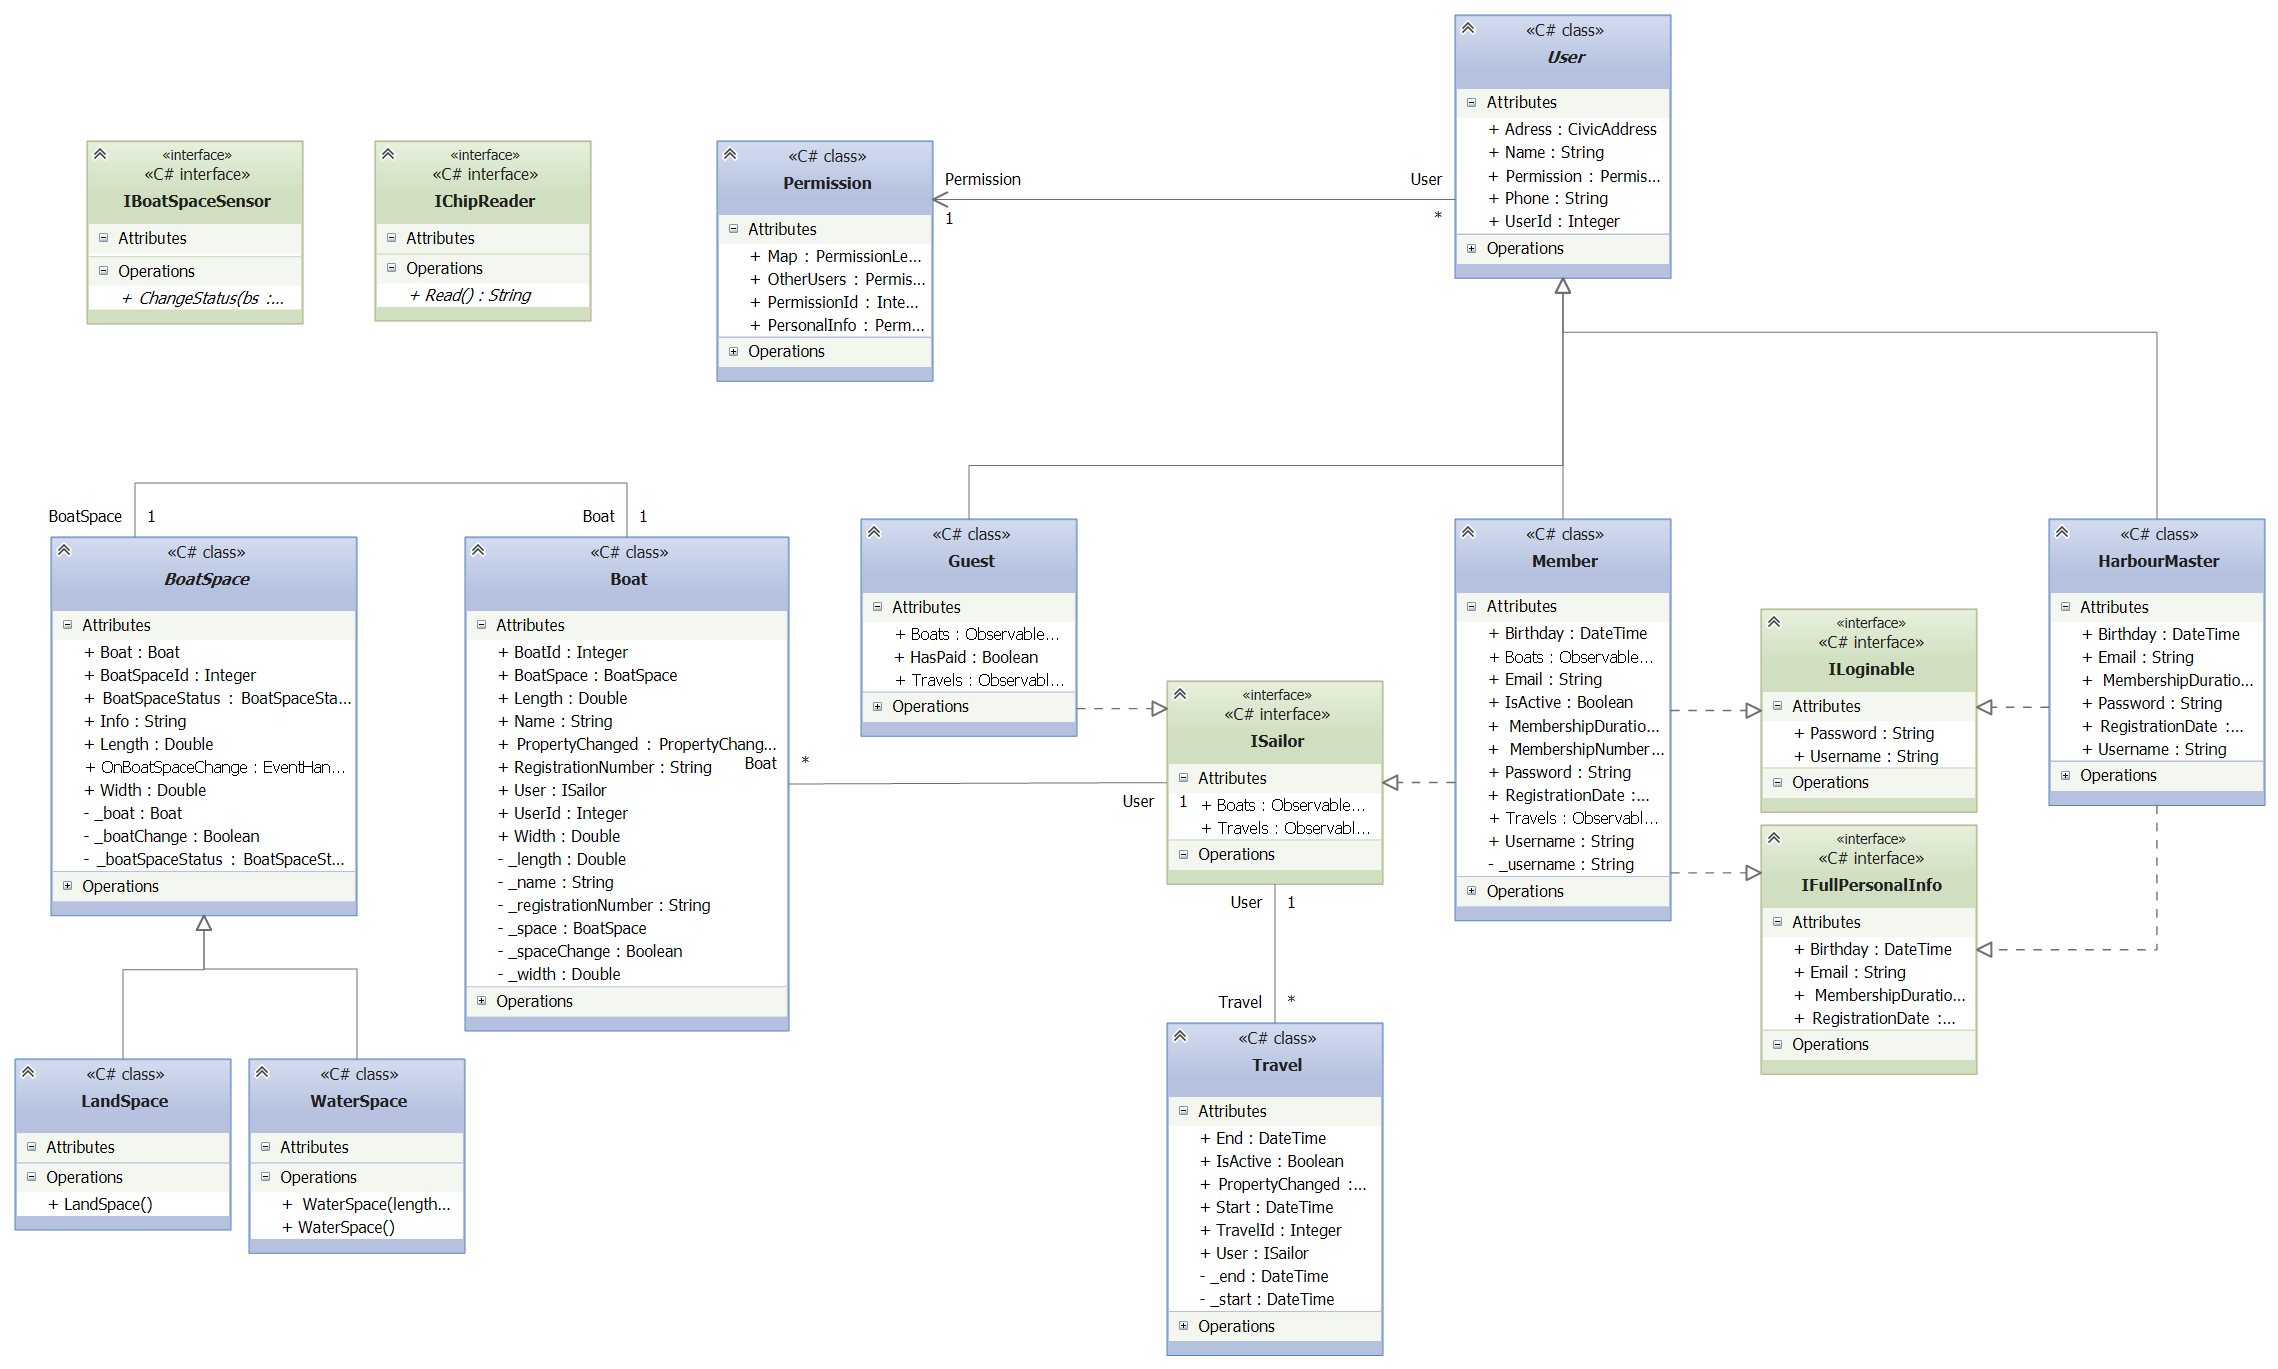 «C# class»
User
Attributes
+ Adress : CivicAddress
+ Name : String
+ Permission : Permis...
+ Phone : String
+ UserId : Integer
Operations
«interface»
«C# interface»
IBoatSpaceSensor
Attributes
Operations
+ ChangeStatus(bs :...
«interface»
«C# interface»
IChipReader
Attributes
Operations
+ Read() : String
«C# class»
Permission
Attributes
+ Map : PermissionLe...
+ OtherUsers : Permis...
+ PermissionId : Inte...
+ PersonalInfo : Perm...
Operations
Permission
1
User
*
BoatSpace
1
Boat
1
«C# class»
BoatSpace
Attributes
+ Boat : Boat
+ BoatSpaceId : Integer
+ BoatSpaceStatus : BoatSpaceSta...
+ Info : String
+ Length : Double
+ OnBoatSpaceChange : EventHan...
+ Width : Double
- _boat : Boat
- _boatChange : Boolean
- _boatSpaceStatus : BoatSpaceSt...
Operations
«C# class»
Boat
Attributes
+ BoatId : Integer
+ BoatSpace : BoatSpace
+ Length : Double
+ Name : String
+ PropertyChanged : PropertyChang...
+ RegistrationNumber : String
+ User : ISailor
+ UserId : Integer
+ Width : Double
- _length : Double
- _name : String
- _registrationNumber : String
- _space : BoatSpace
- _spaceChange : Boolean
- _width : Double
Operations
Boat
*
User
1
«C# class»
Guest
Attributes
+ Boats : Observable...
+ HasPaid : Boolean
+ Travels : Observabl...
Operations
«interface»
«C# interface»
ISailor
Attributes
+ Boats : Observable...
+ Travels : Observabl...
Operations
User
1
Travel
*
«C# class»
Member
Attributes
+ Birthday : DateTime
+ Boats : Observable...
+ Email : String
+ IsActive : Boolean
+ MembershipDuratio...
+ MembershipNumber...
+ Password : String
+ RegistrationDate :...
+ Travels : Observabl...
+ Username : String
- _username : String
Operations
«interface»
«C# interface»
ILoginable
Attributes
+ Password : String
+ Username : String
Operations
«interface»
«C# interface»
IFullPersonalInfo
Attributes
+ Birthday : DateTime
+ Email : String
+ MembershipDuratio...
+ RegistrationDate :...
Operations
«C# class»
HarbourMaster
Attributes
+ Birthday : DateTime
+ Email : String
+ MembershipDuratio...
+ Password : String
+ RegistrationDate :...
+ Username : String
Operations
«C# class»
LandSpace
Attributes
Operations
+ LandSpace()
«C# class»
WaterSpace
Attributes
Operations
+ WaterSpace(length...
+ WaterSpace()
«C# class»
Travel
Attributes
+ End : DateTime
+ IsActive : Boolean
+ PropertyChanged :...
+ Start : DateTime
+ TravelId : Integer
+ User : ISailor
- _end : DateTime
- _start : DateTime
Operations